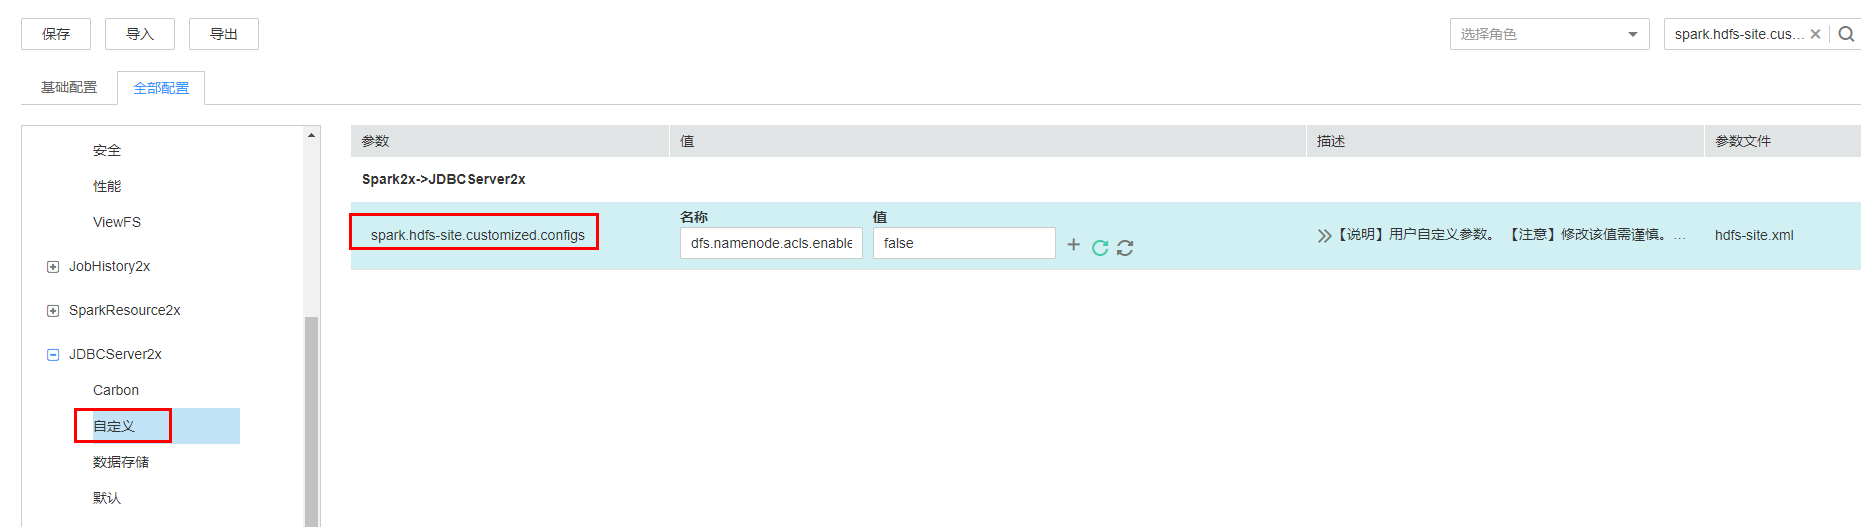 保存 导入 导出 选择角色 spark.hdfs-site.cus...
基础配置 全部配置
安全
性能
ViewFS
JobHistory2x
SparkResource2x
JDBCServer2x
Carbon
自定义
数据存储
默认
参数 值 描述 参数文件
Spark2x->JDBCServer2x
名称 值
spark.hdfs-site.customized.configs dfs.namenode.acls.enable false 【说明】用户自定义参数。 【注意】修改该值需谨慎。... hdfs-site.xml